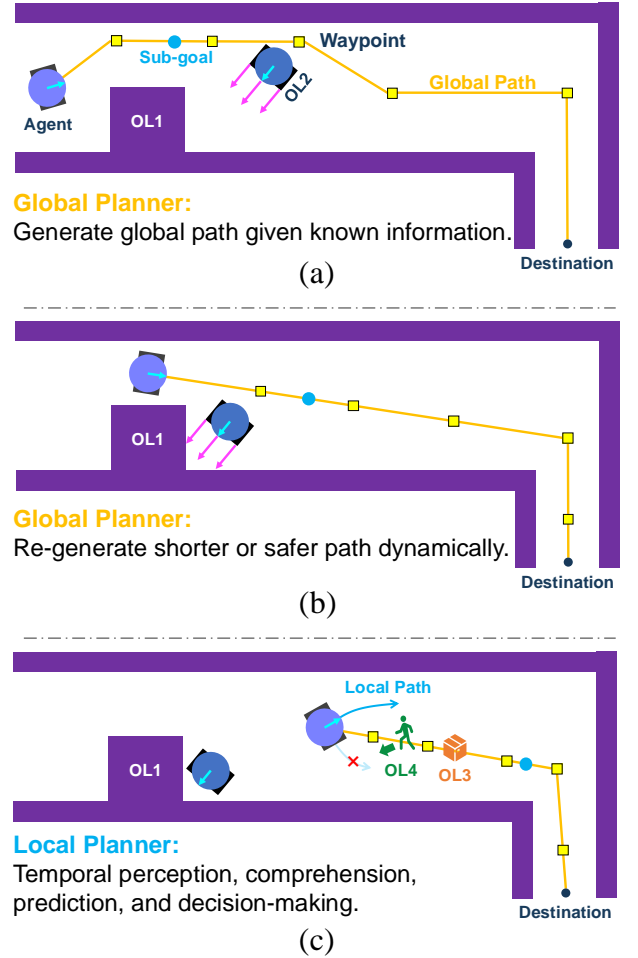 Waypoint
Sub-goal
OL2
Global Path
Agent
OL1
Global Planner:
Generate global path given known information.
Destination
(a)
OL1
Global Planner:
Re-generate shorter or safer path dynamically.
Destination
(b)
Local Path
OL1
OL4
OL3
Local Planner:
Temporal perception, comprehension,
prediction, and decision-making.
Destination
(c)